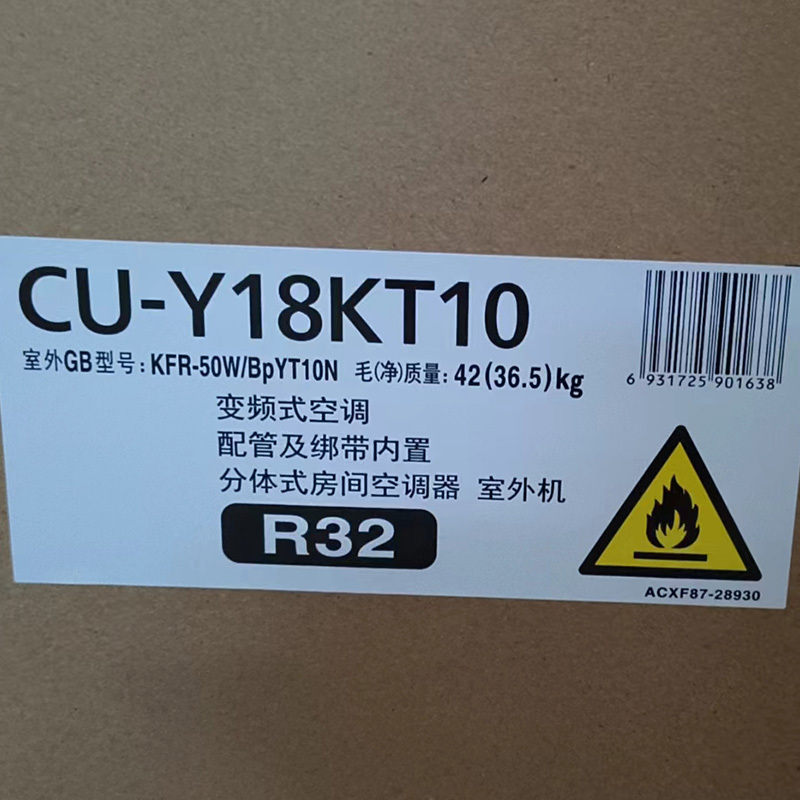 CU-Y18KT10
室外GB型号: KFR-50W/BpYT10N 毛(净)质量: 42(36.5)kg
6 931725 901638
变频式空调
配管及绑带内置
分体式房间空调器 室外机
R32
ACXF87-28930